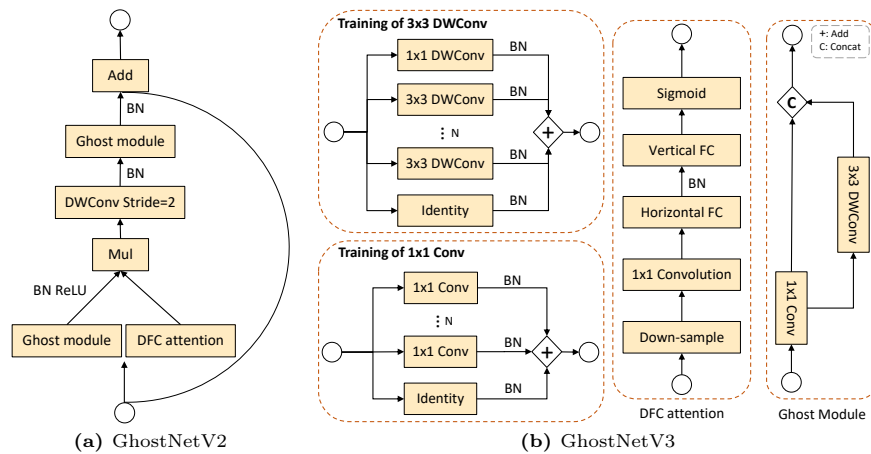 Add
BN
Ghost module
BN
DWConv Stride=2
Mul
BN ReLU
Ghost module
DFC attention
(a) GhostNetV2
Training of 3x3 DWConv
1x1 DWConv
BN
3x3 DWConv
BN
⋮ N
+
3x3 DWConv
BN
Identity
BN
Training of 1x1 Conv
1x1 Conv
BN
⋮ N
1x1 Conv
BN
+
Identity
BN
Sigmoid
Vertical FC
BN
Horizontal FC
1x1 Convolution
Down-sample
DFC attention
+: Add
C: Concat
C
3x3 DWConv
1x1 Conv
Ghost Module
(b) GhostNetV3